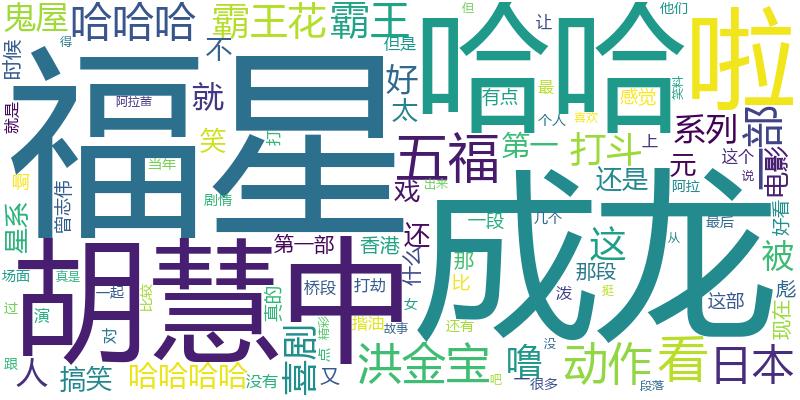 鬼屋 哈哈哈 霸王花 霸王 但是 哈哈 但 他们 啦
时候 不 让
福星 好 有点 最 感觉 就是 就 阿拉蕾 太 个人 喜欢 部
得 笑 打 五福 第一 打斗 系列 上 电影
啊 当年 戏 出来 还是 元 这个 说
曾志伟 剧情 成龙 阿拉 好看
星系 第一部 香港 还 一段 几个 最后
胡慧中 什么 那 这 从 被
场面 真是 桥段 打劫 比 那段 泼 这部 彪
过 一起 比较 真的 女 挺 现在
演 对 喜剧 精彩 揩油 故事 还有 没
跟 人 搞笑 哈哈哈哈 没有 点 又 洪金宝 噜 动作 看 日本
吧 很多 段落